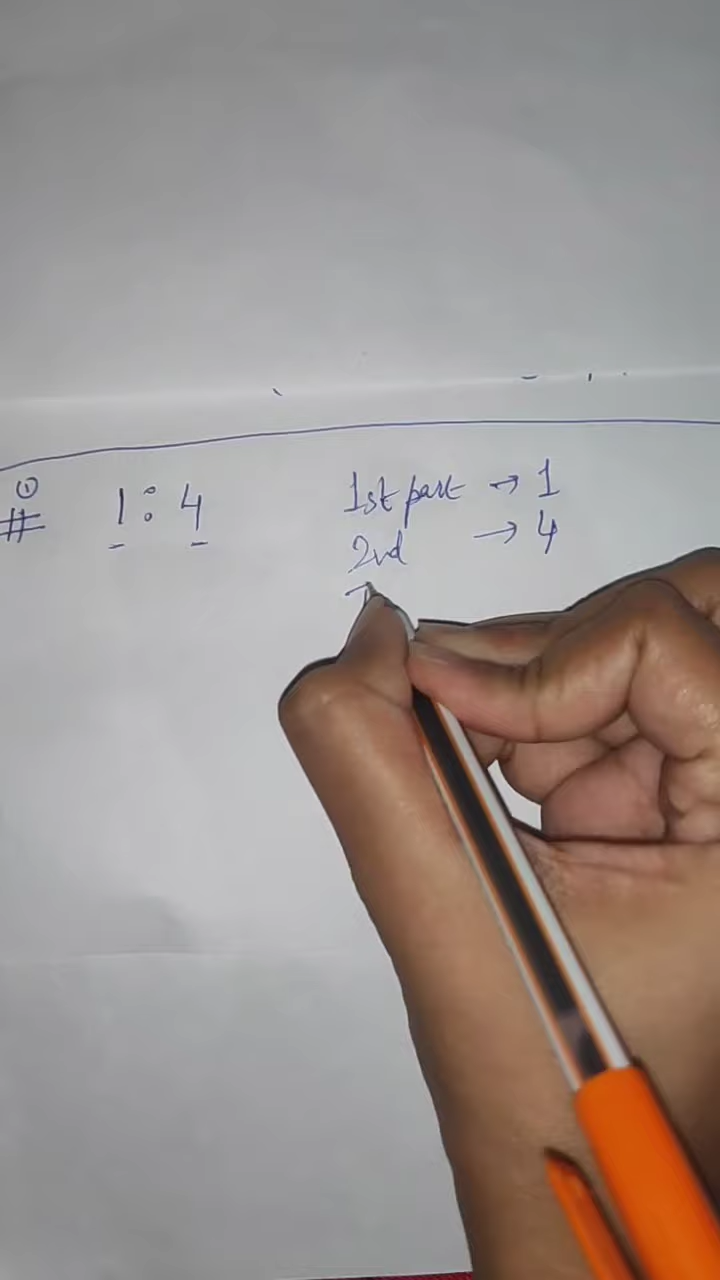 ①
# 1 : 4
1st part → 1
2nd → 4